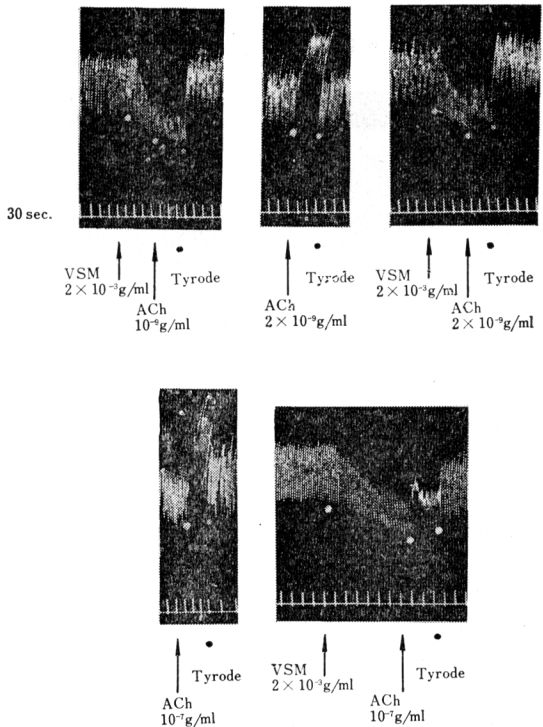 30 sec.
VSM
2 × 10⁻³g/ml
Tyrode
ACh
10⁻⁹g/ml
ACh
2 × 10⁻⁹g/ml
Tyrode
VSM
2 × 10⁻³g/ml
Tyrode
ACh
2 × 10⁻⁹g/ml
ACh
10⁻⁷g/ml
Tyrode
VSM
2 × 10⁻³g/ml
ACh
10⁻⁷g/ml
Tyrode